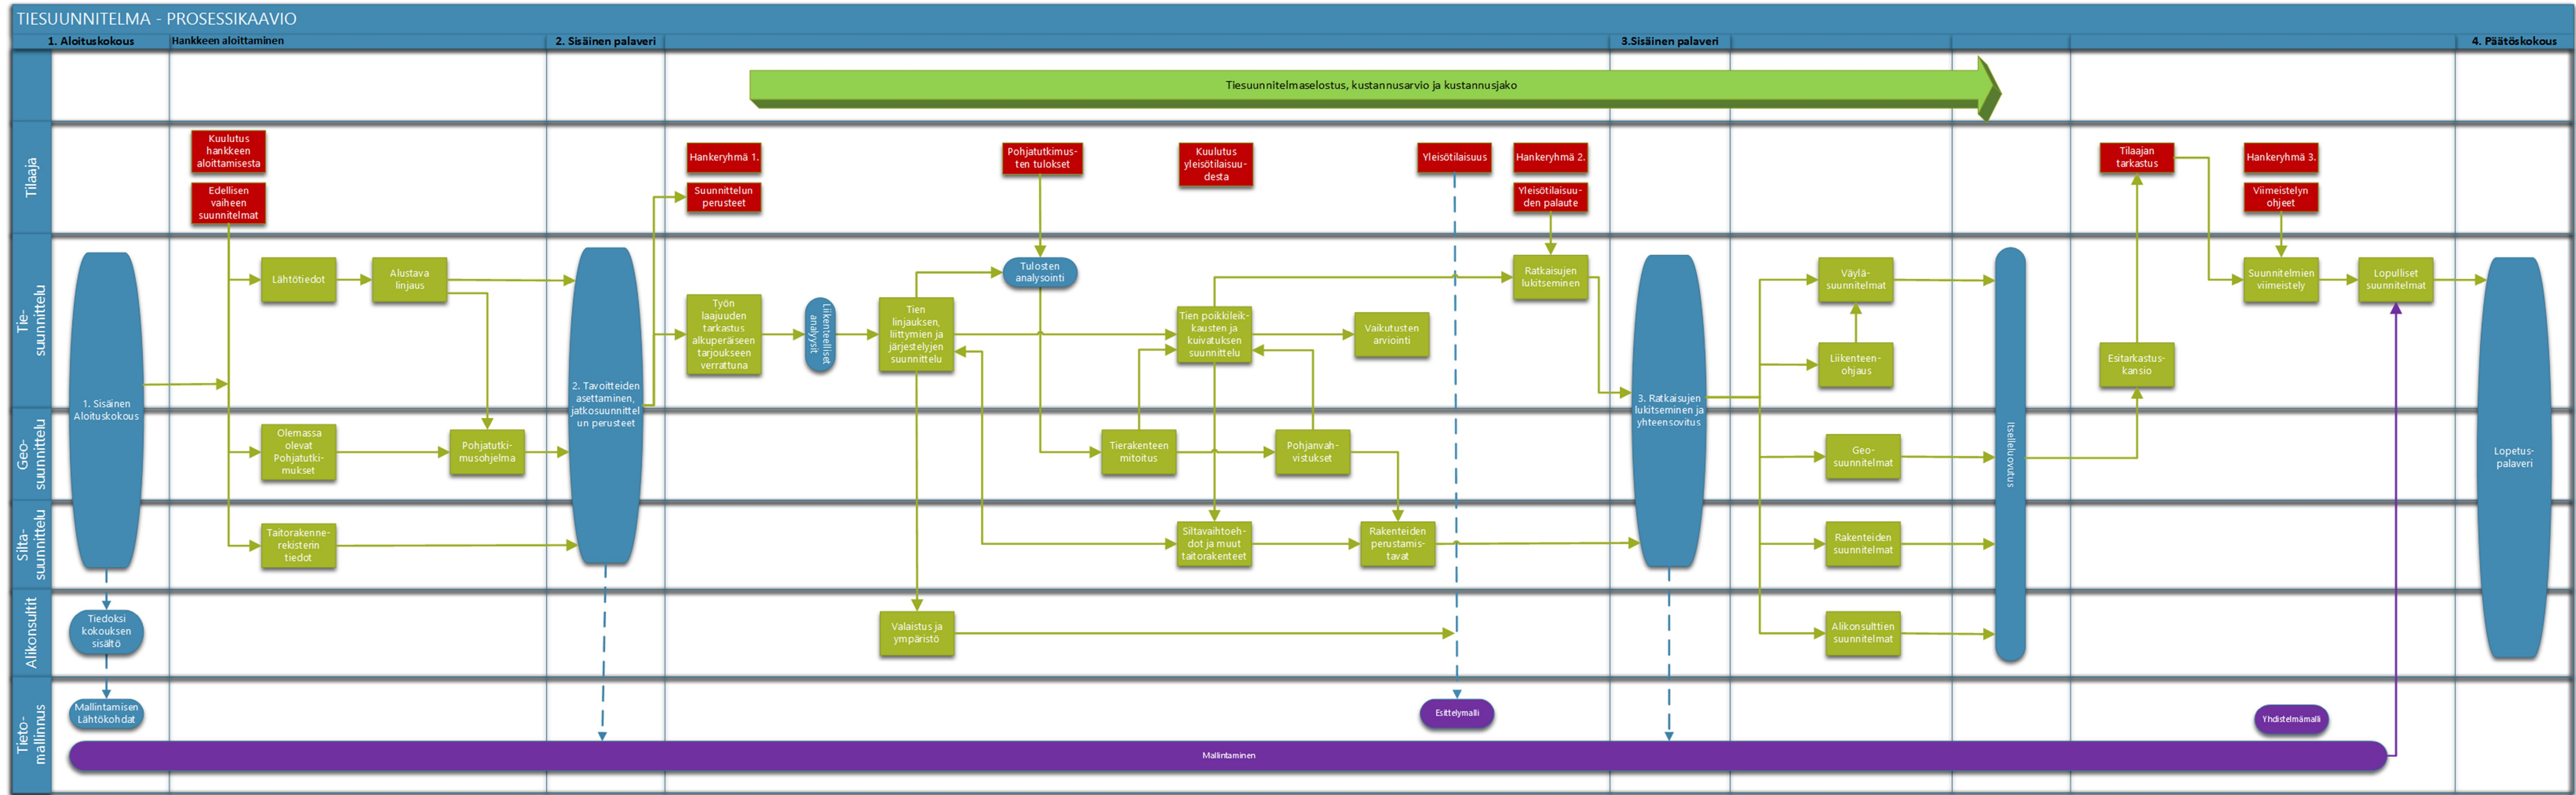 TIESUUNNITELMA - PROSESSIKAAVIO
1. Aloituskokous
Hankkeen aloittaminen
2. Sisäinen palaveri
3.Sisäinen palaveri
4. Päätöskokous
Tiesuunnitelmaselostus, kustannusarvio ja kustannusjako
Tilaaja
Kuulutus
hankkeen
aloittamisesta
Edellisen
vaiheen
suunnitelmat
Hankeryhmä 1.
Suunnittelun
perusteet
Pohjatutkimus-
ten tulokset
Kuulutus
yleisötilaisuu-
desta
Yleisötilaisuus
Hankeryhmä 2.
Yleisötilaisuu-
den palaute
Tilaajan
tarkastus
Hankeryhmä 3.
Viimeistelyn
ohjeet
Tie-
suunnittelu
1. Sisäinen
Aloituskokous
Lähtötiedot
Alustava
linjaus
2. Tavoitteiden
asettaminen,
jatkosuunnittel
un perusteet
Työn
laajuuden
tarkastus
alkuperäiseen
tarjoukseen
verrattuna
Liikenteelliset
analyysit
Tien
linjauksen,
liittymien ja
järjestelyjen
suunnittelu
Tulosten
analysointi
Tien poikkileik-
kausten ja
kuivatuksen
suunnittelu
Vaikutusten
arviointi
Ratkaisujen
lukitseminen
3. Ratkaisujen
lukitseminen ja
yhteensovitus
Väylä-
suunnitelmat
Liikenteen-
ohjaus
Itselleluovutus
Esitarkastus-
kansio
Suunnitelmien
viimeistely
Lopulliset
suunnitelmat
Lopetus-
palaveri
Geo-
suunnittelu
Olemassa
olevat
Pohjatutki-
mukset
Pohjatutki-
musohjelma
Tierakenteen
mitoitus
Pohjanvah-
vistukset
Geo-
suunnitelmat
Silta-
suunnittelu
Taitorakenne-
rekisterin
tiedot
Siltavaihtoeh-
dot ja muut
taitorakenteet
Rakenteiden
perustamis-
tavat
Rakenteiden
suunnitelmat
Alikonsultit
Tiedoksi
kokouksen
sisältö
Valaistus ja
ympäristö
Alikonsulttien
suunnitelmat
Tieto-
mallinnus
Mallintamisen
Lähtökohdat
Esittelymalli
Yhdistelmämalli
Mallintaminen